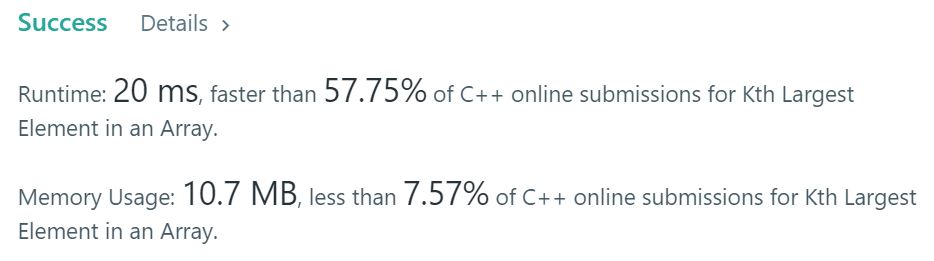 Success Details >
Runtime: 20 ms, faster than 57.75% of C++ online submissions for Kth Largest
Element in an Array.
Memory Usage: 10.7 MB, less than 7.57% of C++ online submissions for Kth Largest
Element in an Array.